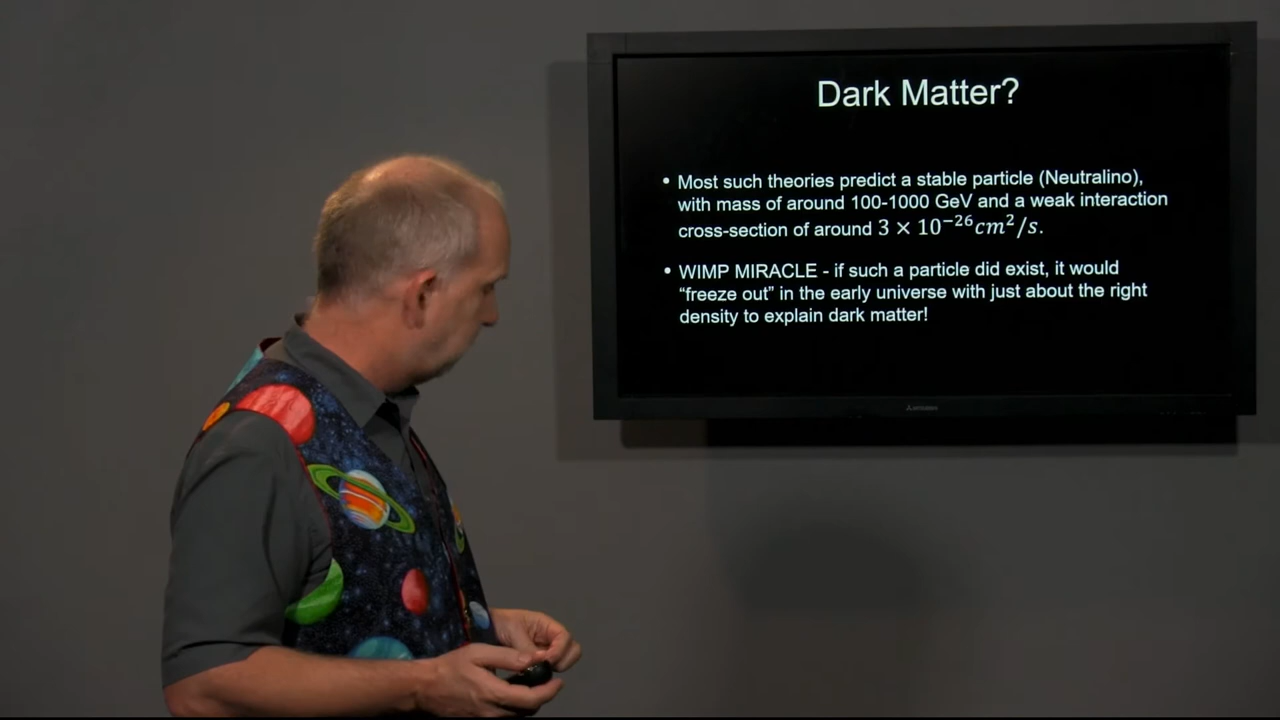 Dark Matter?
• Most such theories predict a stable particle (Neutralino),
with mass of around 100-1000 GeV and a weak interaction
cross-section of around 3 × 10⁻²⁶cm²/s.
• WIMP MIRACLE - if such a particle did exist, it would
“freeze out” in the early universe with just about the right
density to explain dark matter!